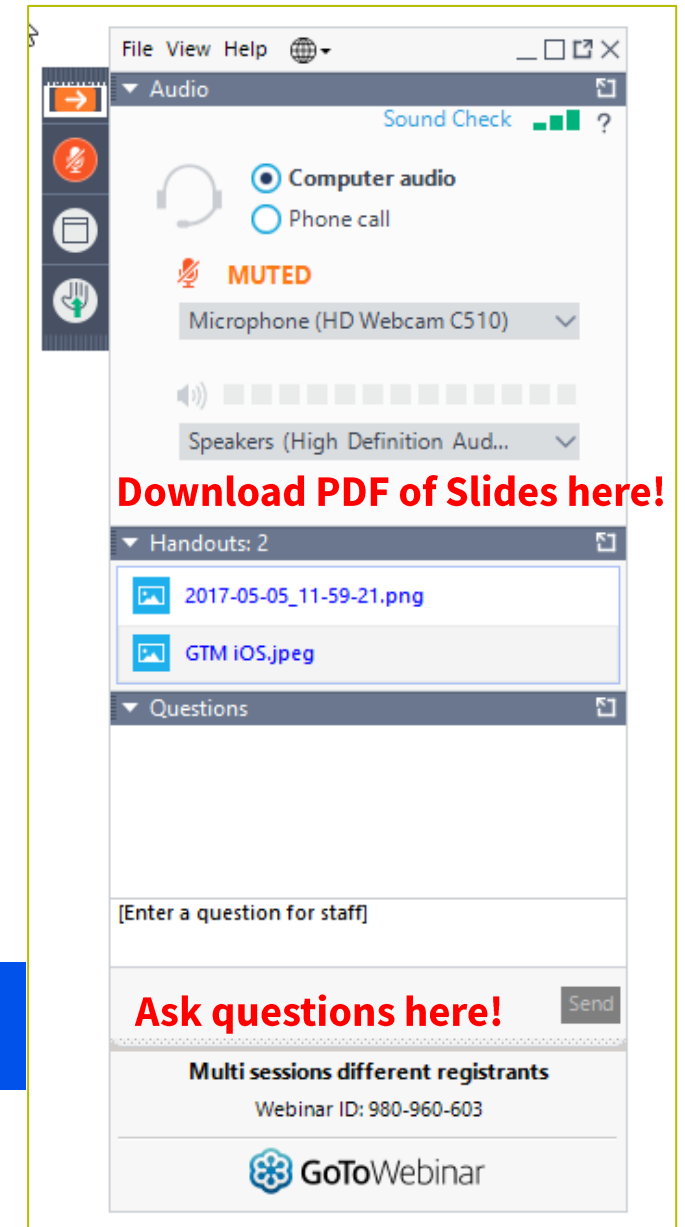 File View Help
Audio
Sound Check ?
Computer audio
Phone call
MUTED
Microphone (HD Webcam C510)
Speakers (High Definition Aud...
Download PDF of Slides here!
Handouts: 2
2017-05-05_11-59-21.png
GTM iOS.jpeg
Questions
[Enter a question for staff]
Ask questions here!
Send
Multi sessions different registrants
Webinar ID: 980-960-603
GoToWebinar